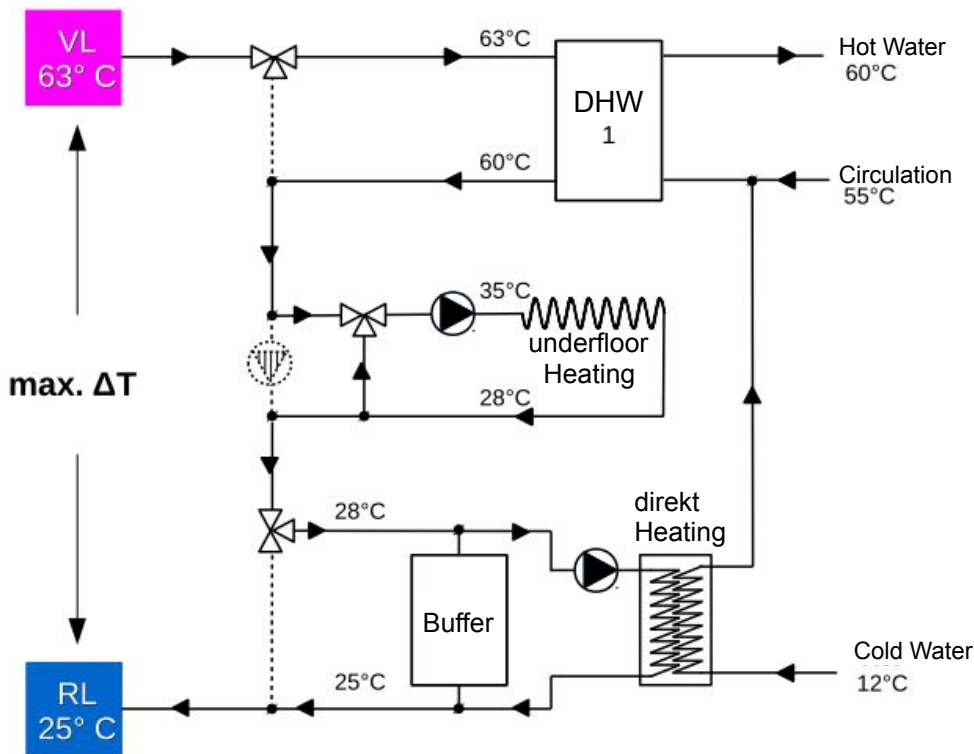 VL
63° C
63°C
Hot Water
60°C
DHW
1
60°C
Circulation
55°C
35°C
underfloor
Heating
max. ΔT
28°C
direkt
Heating
28°C
Buffer
Cold Water
12°C
RL
25° C
25°C